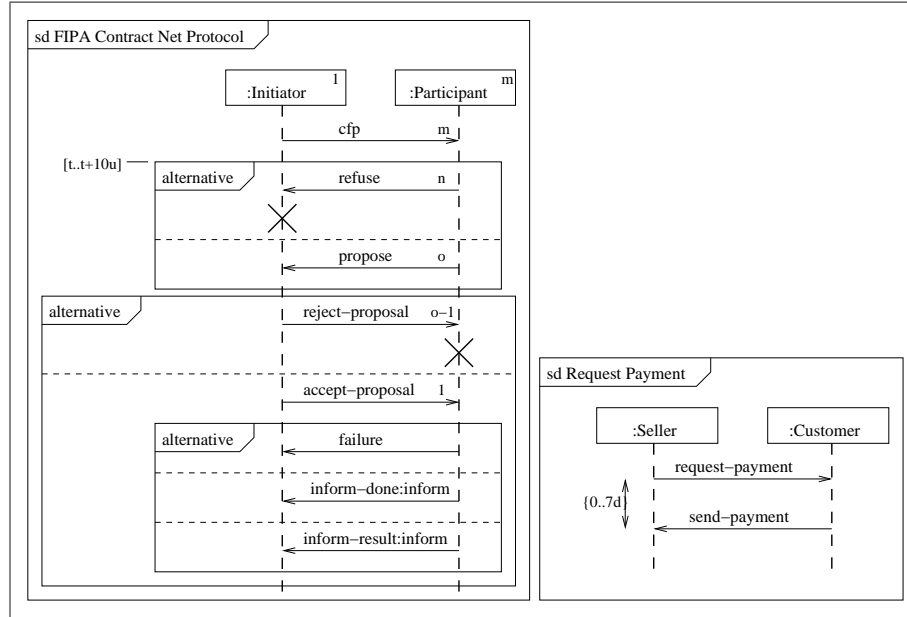 sd FIPA Contract Net Protocol
1
:Initiator
m
:Participant
cfp m
[t..t+10u]
alternative
refuse n
propose o
alternative
reject−proposal o−1
accept−proposal 1
alternative
failure
inform−done:inform
inform−result:inform
sd Request Payment
:Seller
:Customer
request−payment
{0..7d}
send−payment